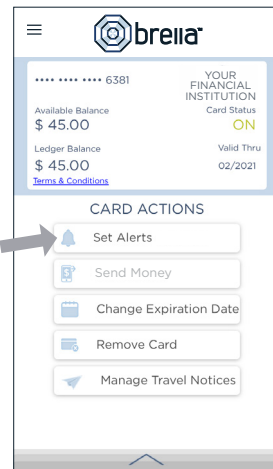 brella
•••• •••• •••• 6381
YOUR
FINANCIAL
INSTITUTION
Available Balance
Card Status
$ 45.00
ON
Ledger Balance
Valid Thru
$ 45.00
02/2021
Terms & Conditions
CARD ACTIONS
Set Alerts
Send Money
Change Expiration Date
Remove Card
Manage Travel Notices